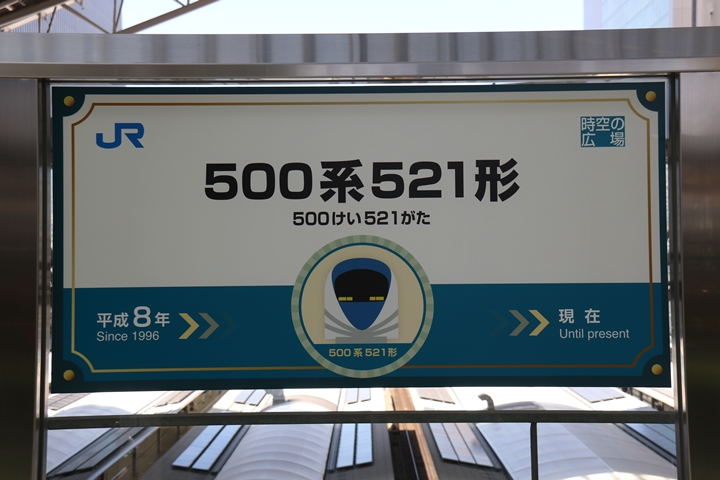 JR
時空の
広場
500系521形
500けい521がた
平成8年
Since 1996
500系521形
現在
Until present